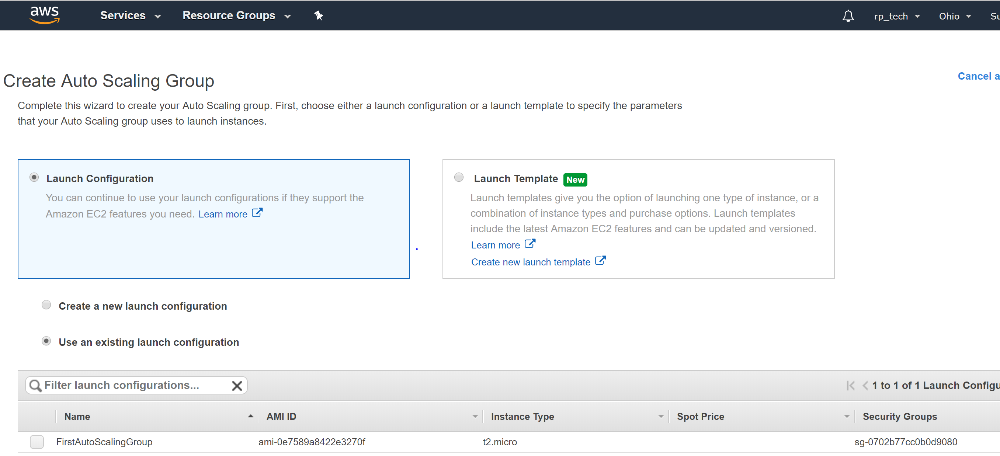 aws Services Resource Groups rp_tech Ohio Su
Create Auto Scaling Group
Cancel a
Complete this wizard to create your Auto Scaling group. First, choose either a launch configuration or a launch template to specify the parameters
that your Auto Scaling group uses to launch instances.
Launch Configuration
You can continue to use your launch configurations if they support the
Amazon EC2 features you need. Learn more
Launch Template New
Launch templates give you the option of launching one type of instance, or a
combination of instance types and purchase options. Launch templates
include the latest Amazon EC2 features and can be updated and versioned.
Learn more
Create new launch template
Create a new launch configuration
Use an existing launch configuration
Filter launch configurations...
1 to 1 of 1 Launch Configu
Name AMI ID Instance Type Spot Price Security Groups
FirstAutoScalingGroup ami-0e7589a8422e3270f t2.micro sg-0702b77cc0b0d9080